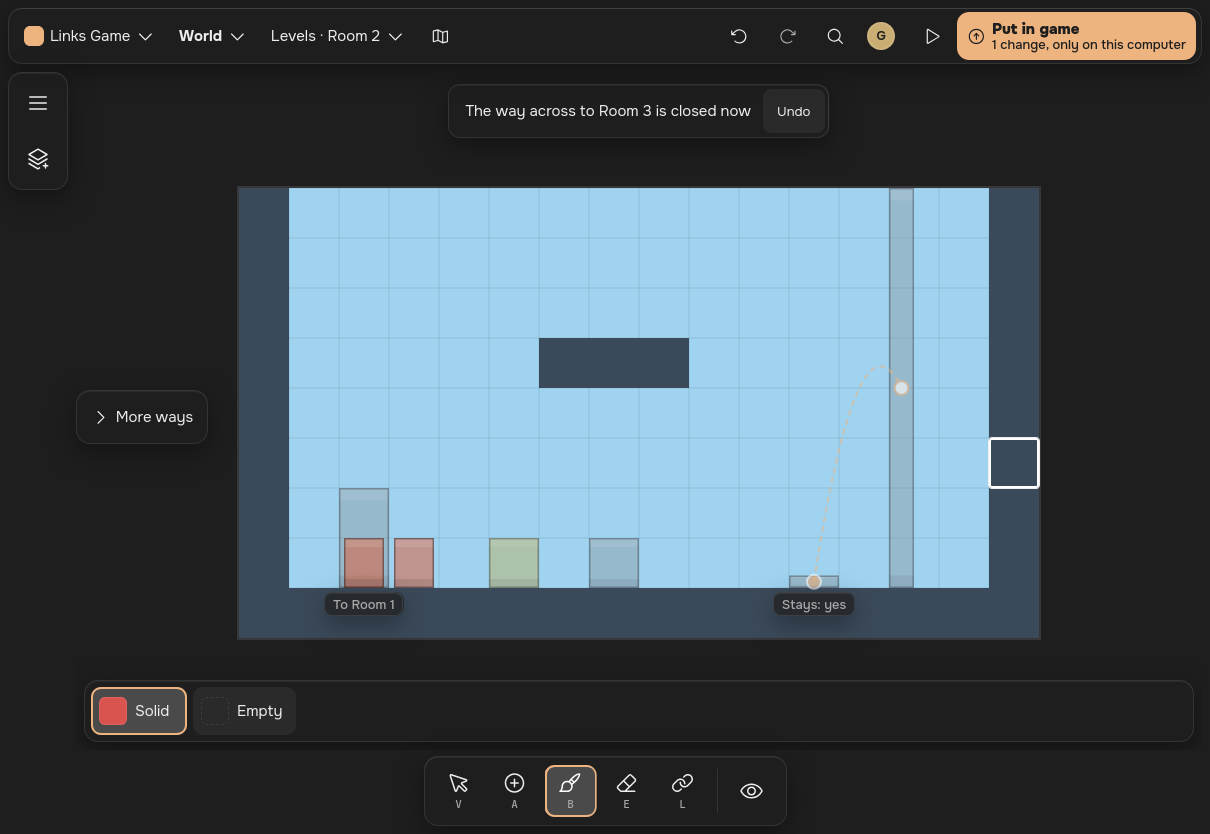 Links Game
World
Levels · Room 2
G
Put in game
1 change, only on this computer
The way across to Room 3 is closed now
Undo
More ways
To Room 1
Stays: yes
Solid
Empty
V
A
B
E
L